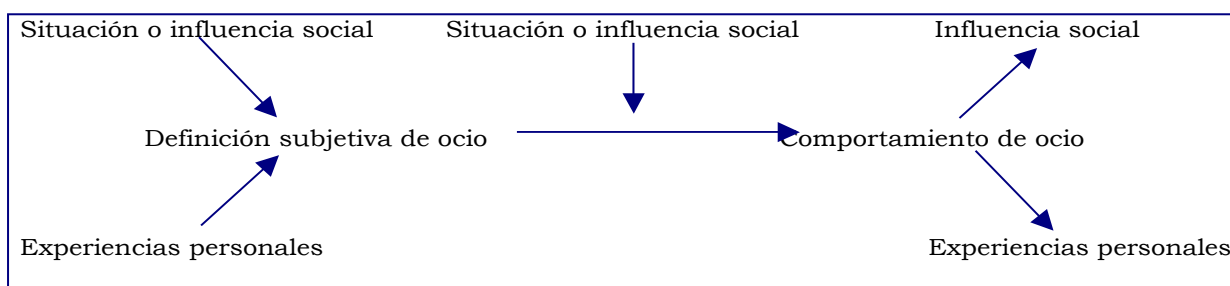 Situación o influencia social
Situación o influencia social
Influencia social
Definición subjetiva de ocio
Comportamiento de ocio
Experiencias personales
Experiencias personales